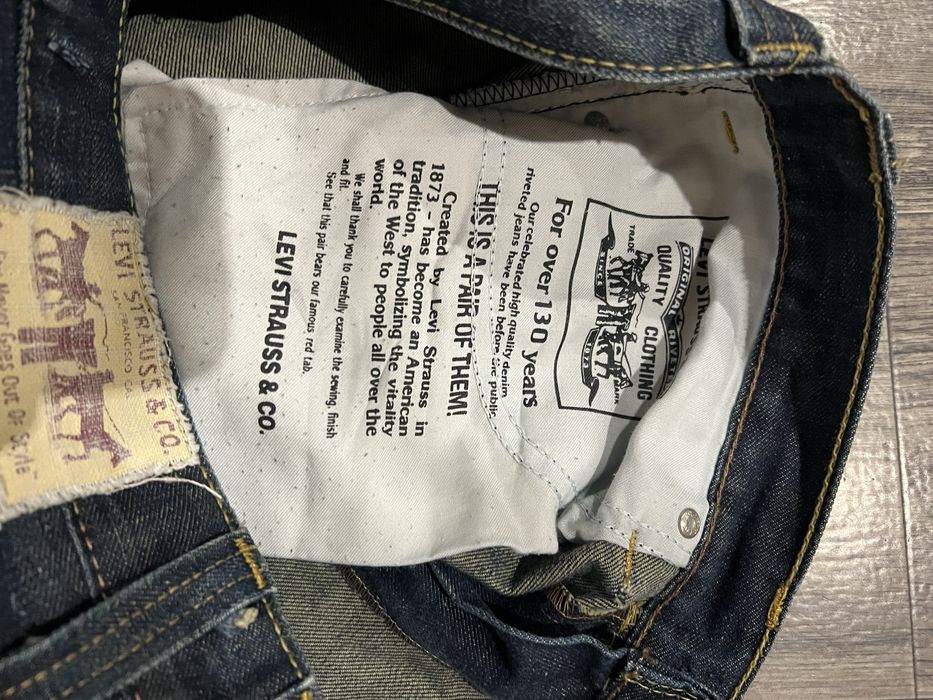 LEVI STRAUSS
ORIGINAL RIVETED
QUALITY CLOTHING
TRADE MARK
For over 130 years
Our celebrated high quality denim
riveted jeans have been before the public
THIS IS A PAIR OF THEM!
Created by Levi Strauss in
1873 - has become an American
tradition, symbolizing the vitality
of the West to people all over the
world.
We shall thank you to carefully examine the sewing, finish
and fit.
See that this pair bears our famous red tab.
LEVI STRAUSS & CO.
LEVI STRAUSS & CO.
FRANCISCO
Never Goes Out Of Style"